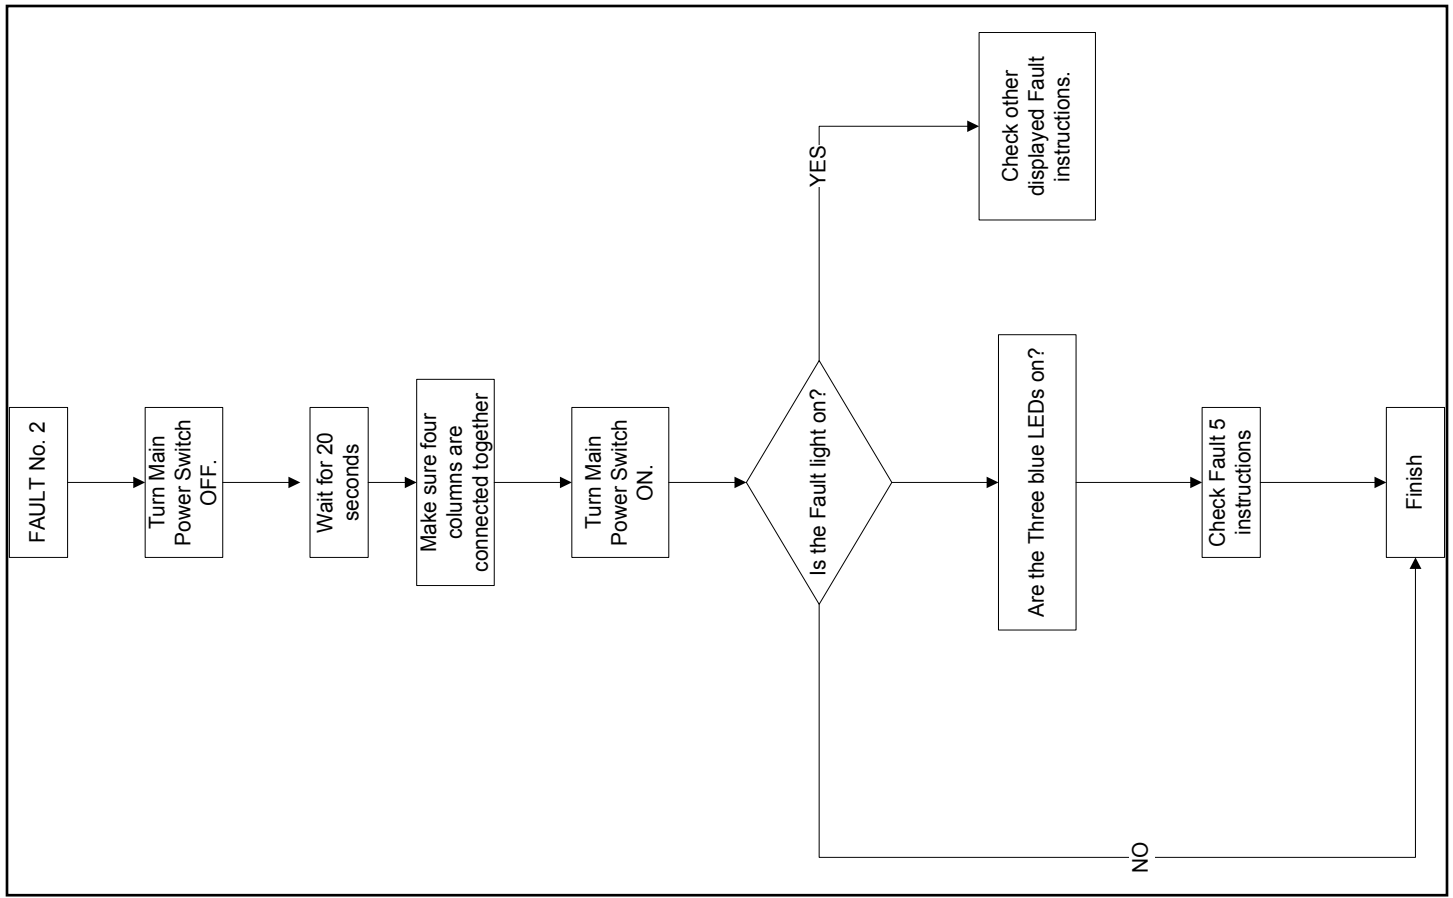 FAULT No. 2
Turn Main
Power Switch
OFF.
Wait for 20
seconds
Make sure four
columns are
connected together
Turn Main
Power Switch
ON.
Is the Fault light on?
YES
Check other
displayed Fault
instructions.
Are the Three blue LEDs on?
Check Fault 5
instructions
NO
Finish